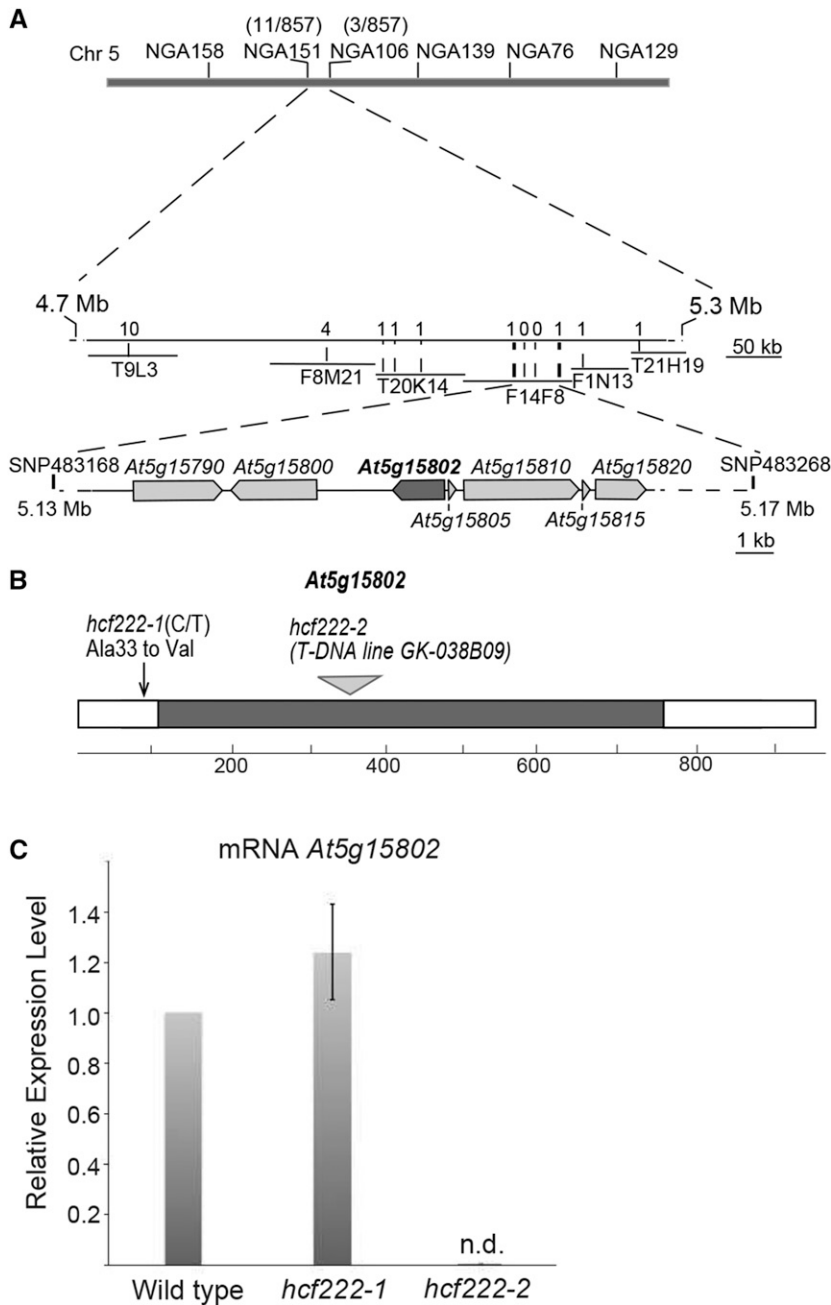 A
(11/857) (3/857)
Chr 5 NGA158 NGA151 NGA106 NGA139 NGA76 NGA129
4.7 Mb 5.3 Mb
10 4 1 1 1 1 0 0 1 1 1
50 kb
T9L3 F8M21 T20K14 F14F8 F1N13 T21H19
SNP483168 At5g15790 At5g15800 At5g15802 At5g15810 At5g15820 SNP483268
5.13 Mb At5g15805 At5g15815 5.17 Mb
1 kb
B
At5g15802
hcf222-1(C/T)
Ala33 to Val
hcf222-2
(T-DNA line GK-038B09)
200 400 600 800
C
mRNA At5g15802
Relative Expression Level
1.4
1.2
1.0
0.8
0.6
0.4
0.2
n.d.
Wild type hcf222-1 hcf222-2